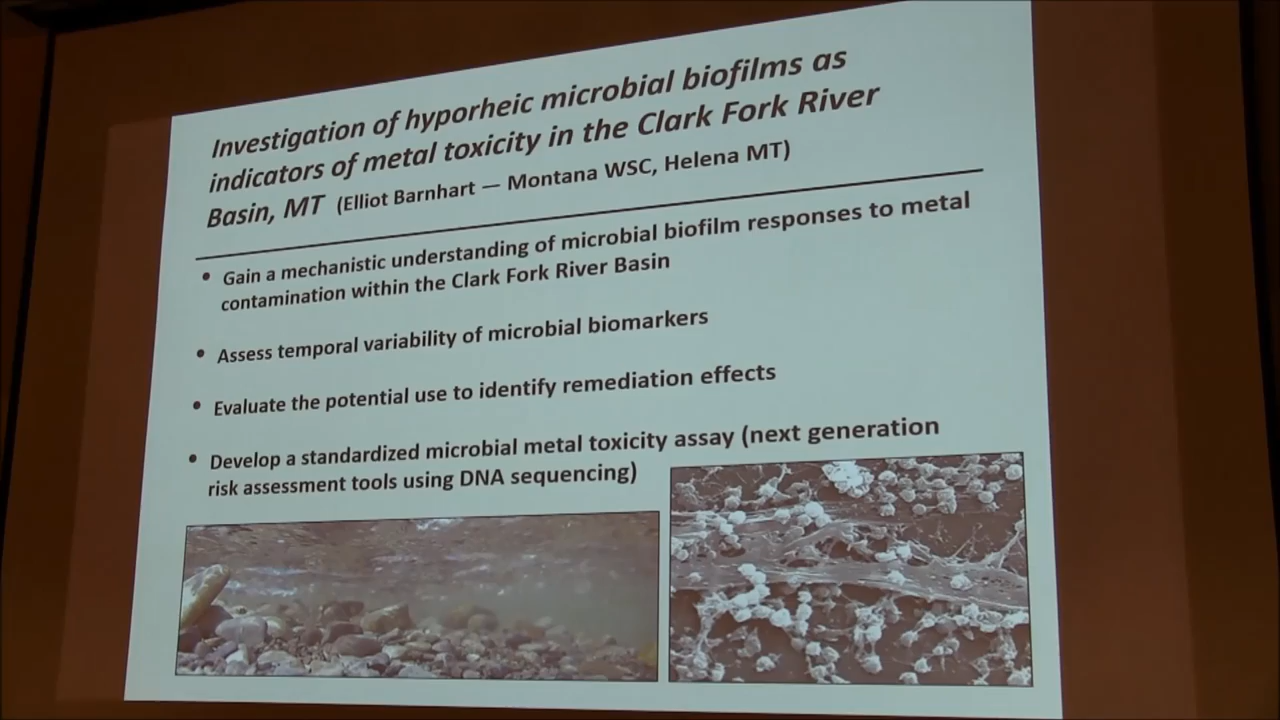 Investigation of hyporheic microbial biofilms as
indicators of metal toxicity in the Clark Fork River
Basin, MT (Elliot Barnhart — Montana WSC, Helena MT)
• Gain a mechanistic understanding of microbial biofilm responses to metal
contamination within the Clark Fork River Basin
• Assess temporal variability of microbial biomarkers
• Evaluate the potential use to identify remediation effects
• Develop a standardized microbial metal toxicity assay (next generation
risk assessment tools using DNA sequencing)